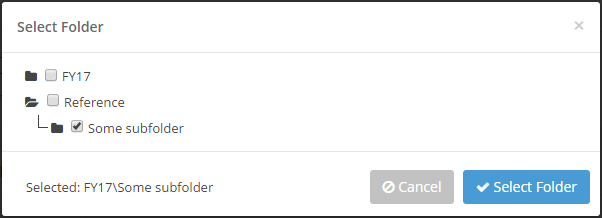 Select Folder ×
FY17
Reference
Some subfolder
Selected: FY17\Some subfolder Cancel Select Folder